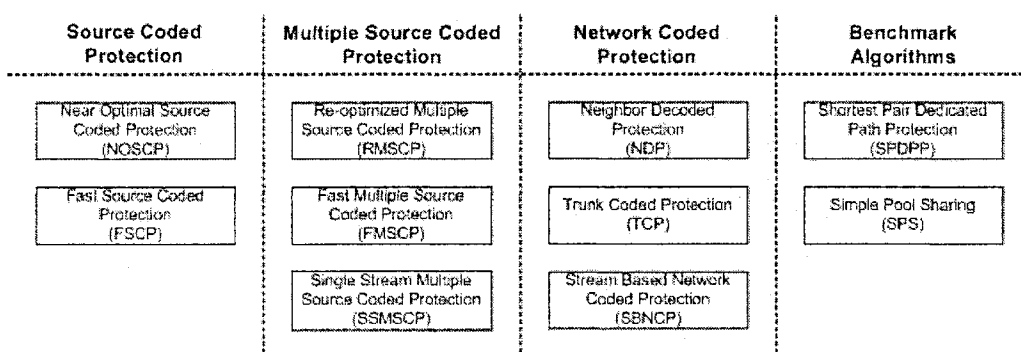 Source Coded
Protection
Multiple Source Coded
Protection
Network Coded
Protection
Benchmark
Algorithms
Near Optimal Source
Coded Protection
(NOSCP)
Re-optimized Multiple
Source Coded Protection
(RMSCP)
Neighbor Decoded
Protection
(NDP)
Shortest Pair Dedicated
Path Protection
(SPDPP)
Fast Source Coded
Protection
(FSCP)
Fast Multiple Source
Coded Protection
(FMSCP)
Trunk Coded Protection
(TCP)
Simple Pool Sharing
(SPS)
Single Stream Multiple
Source Coded Protection
(SSMSCP)
Stream Based Network
Coded Protection
(SBNCP)